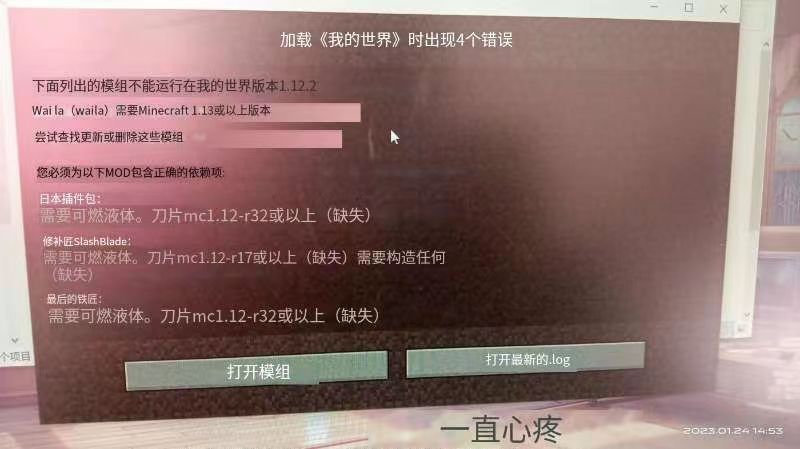 加载《我的世界》时出现4个错误
下面列出的模组不能运行在我的世界版本1.12.2
Wai la（waila）需要Minecraft 1.13或以上版本
尝试查找更新或删除这些模组
您必须为以下MOD包含正确的依赖项:
日本插件包:
需要可燃液体。刀片mc1.12-r32或以上（缺失）
修补匠SlashBlade:
需要可燃液体。刀片mc1.12-r17或以上（缺失）需要构造任何
（缺失）
最后的铁匠:
需要可燃液体。刀片mc1.12-r32或以上（缺失）
个项目
打开模组
打开最新的.log
一直心疼
2023.01.24 14:53